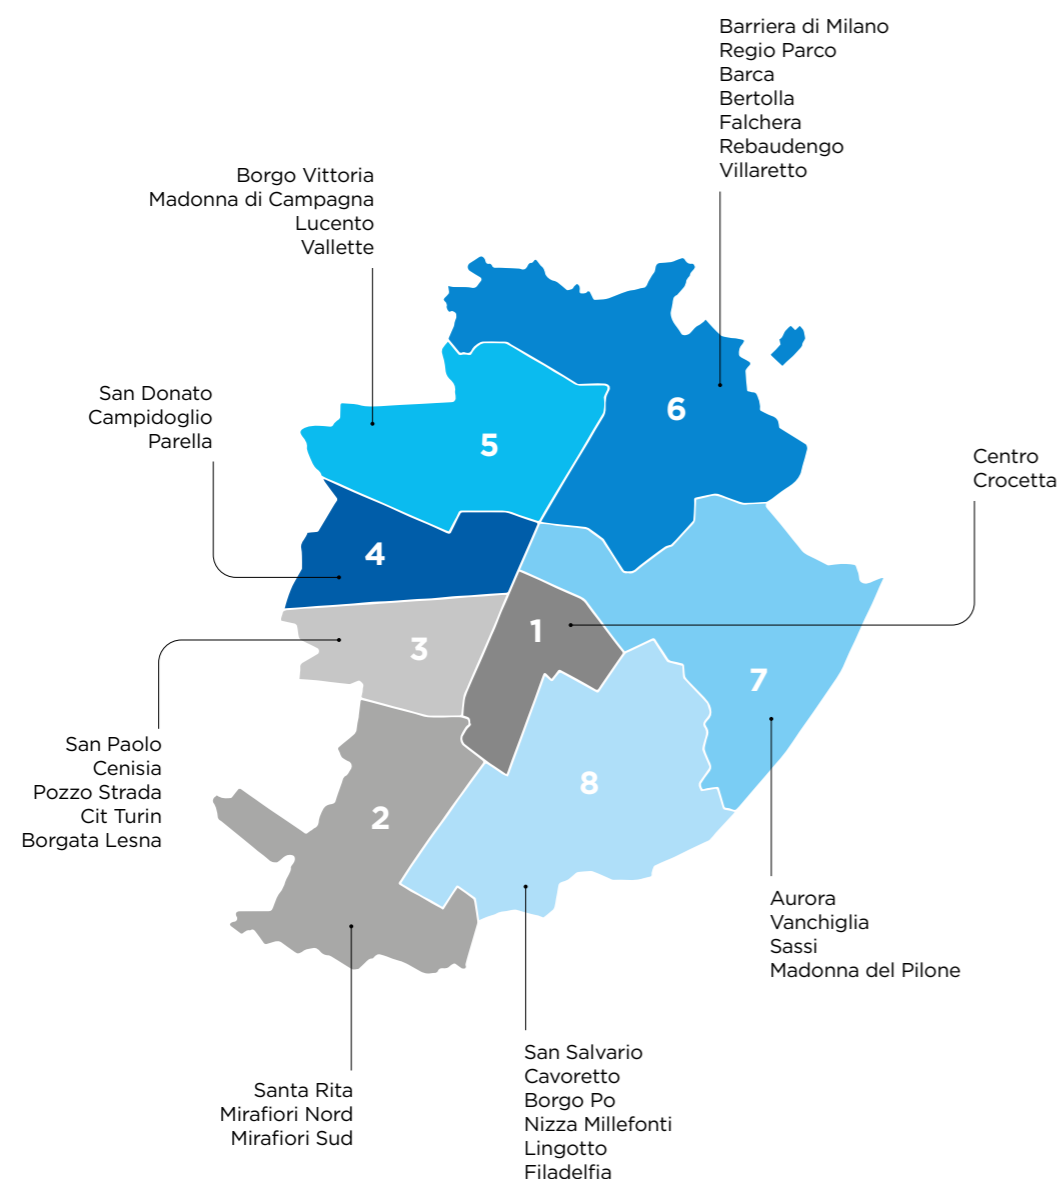 Barriera di Milano
Regio Parco
Barca
Bertolla
Falchera
Rebaudengo
Villaretto
Borgo Vittoria
Madonna di Campagna
Lucento
Vallette
San Donato
Campidoglio
Parella
6
5
Centro
Crocetta
4
1
3
7
San Paolo
Cenisia
Pozzo Strada
Cit Turin
Borgata Lesna
8
2
Aurora
Vanchiglia
Sassi
Madonna del Pilone
San Salvario
Cavoretto
Borgo Po
Nizza Millefonti
Lingotto
Filadelfia
Santa Rita
Mirafiori Nord
Mirafiori Sud